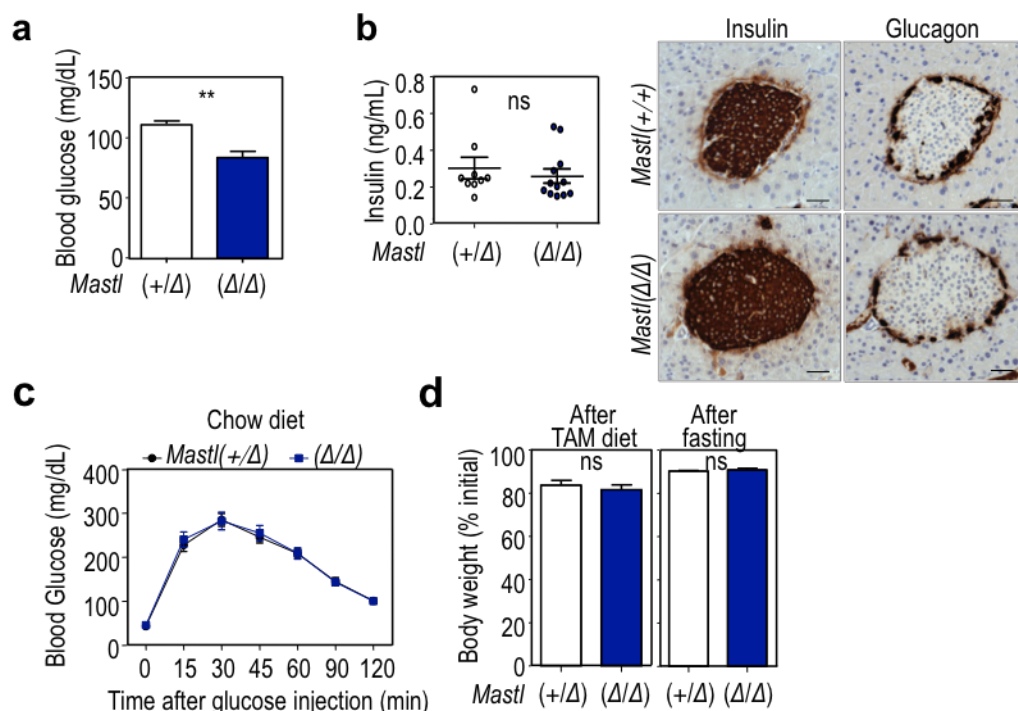 a
Blood glucose (mg/dL)
150
100
50
0
**
Mastl
(+/Δ)
(Δ/Δ)
b
Insulin (ng/mL)
0.8
0.6
0.4
0.2
0.0
ns
Mastl
(+/Δ)
(Δ/Δ)
Insulin
Glucagon
Mastl(+/+)
Mastl(Δ/Δ)
c
Chow diet
Mastl(+/Δ)
(Δ/Δ)
Blood Glucose (mg/dL)
400
300
200
100
0
0 15 30 45 60 90 120
Time after glucose injection (min)
d
After
TAM diet
ns
After
fasting
ns
Body weight (% initial)
100
80
60
40
20
0
Mastl
(+/Δ)
(Δ/Δ)
(+/Δ)
(Δ/Δ)